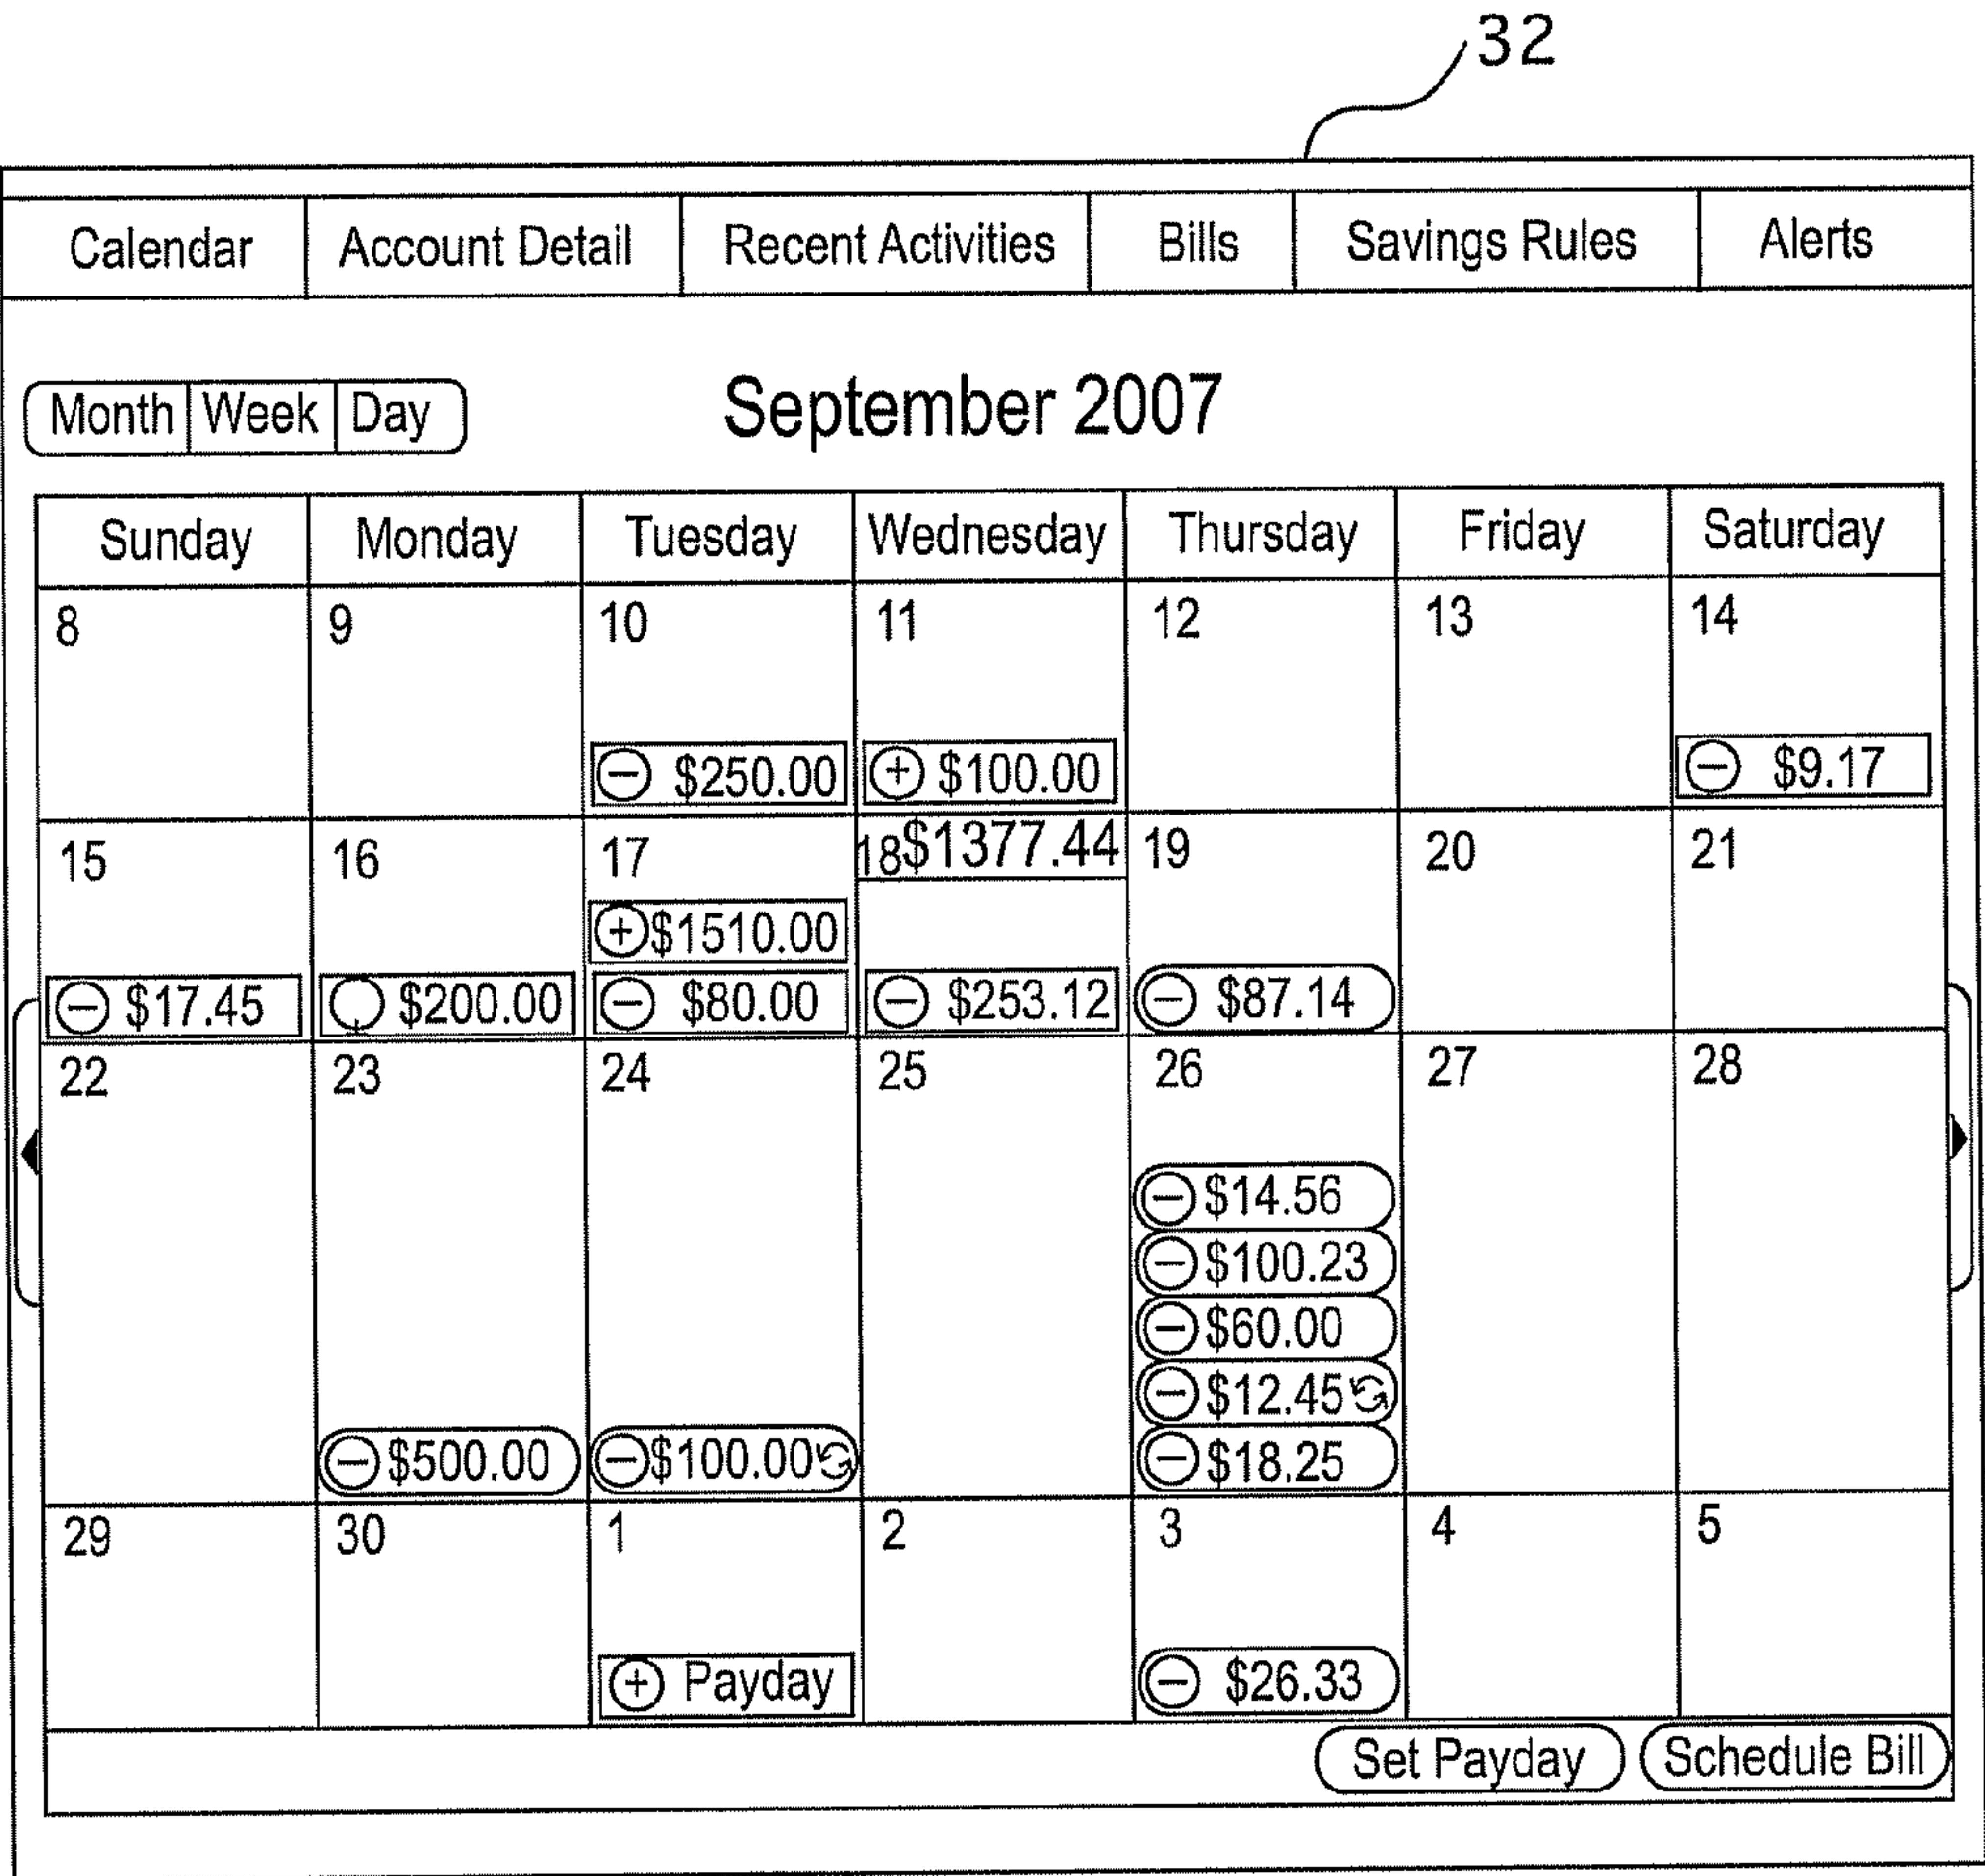 32
Calendar Account Detail Recent Activities Bills Savings Rules Alerts
Month Week Day September 2007
Sunday Monday Tuesday Wednesday Thursday Friday Saturday
8 9 10 11 12 13 14
− $250.00 + $100.00 − $9.17
15 16 17 18 $1377.44 19 20 21
+ $1510.00
− $17.45 $200.00 − $80.00 − $253.12 − $87.14
22 23 24 25 26 27 28
− $14.56
− $100.23
− $60.00
− $12.45
− $500.00 − $100.00 − $18.25
29 30 1 2 3 4 5
+ Payday − $26.33
Set Payday Schedule Bill